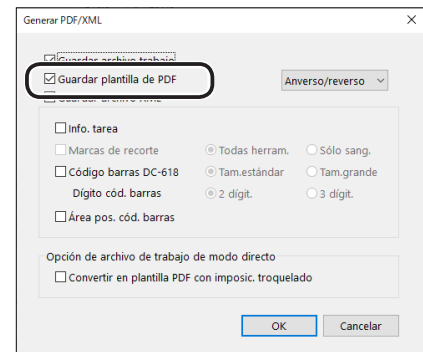 Generar PDF/XML
Guardar archivo trabajo
Guardar plantilla de PDF
Anverso/reverso
Guardar archivo XML
Info. tarea
Marcas de recorte
Todas herram.
Sólo sang.
Código barras DC-618
Tam.estándar
Tam.grande
Dígito cód. barras
2 dígit.
3 dígit.
Área pos. cód. barras
Opción de archivo de trabajo de modo directo
Convertir en plantilla PDF con imposic. troquelado
OK
Cancelar